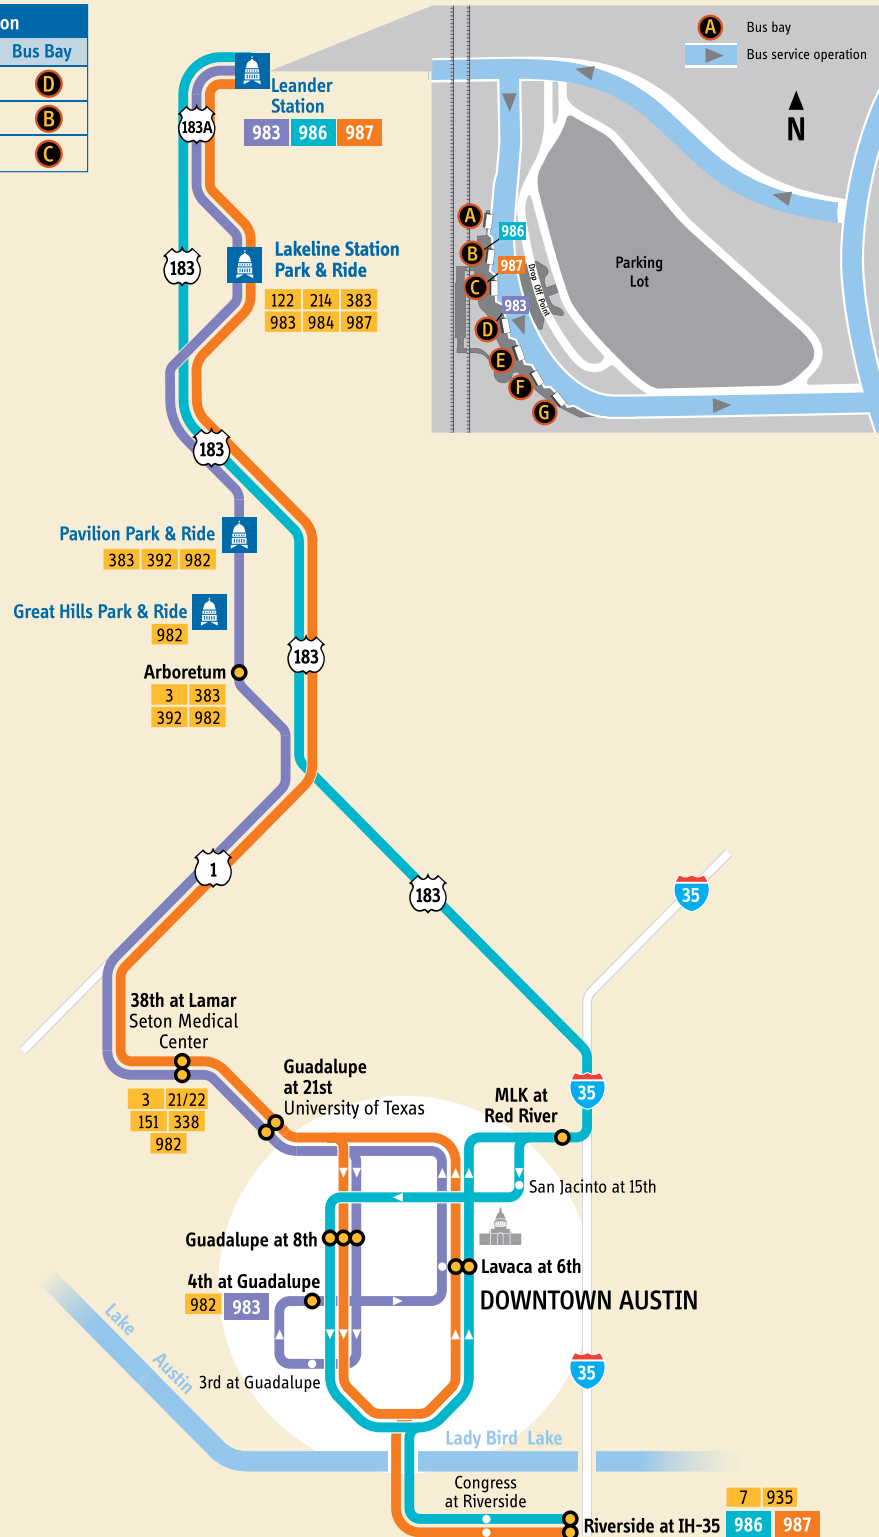 on
Bus Bay
D
B
C
A Bus bay
Bus service operation
N
Leander
Station
983 986 987
183A
183
Lakeline Station
Park & Ride
122 214 383
983 984 987
A
B
C
D
E
F
G
986
987
983
Drop Off Point
Parking
Lot
183
Pavilion Park & Ride
383 392 982
Great Hills Park & Ride
982
183
Arboretum
3 383
392 982
1
183
35
38th at Lamar
Seton Medical
Center
3 21/22
151 338
982
Guadalupe
at 21st
University of Texas
MLK at
Red River
35
San Jacinto at 15th
Guadalupe at 8th
Lavaca at 6th
4th at Guadalupe
982 983
DOWNTOWN AUSTIN
3rd at Guadalupe
Lake
Austin
35
Lady Bird Lake
Congress
at Riverside
7 935
Riverside at IH-35 986 987